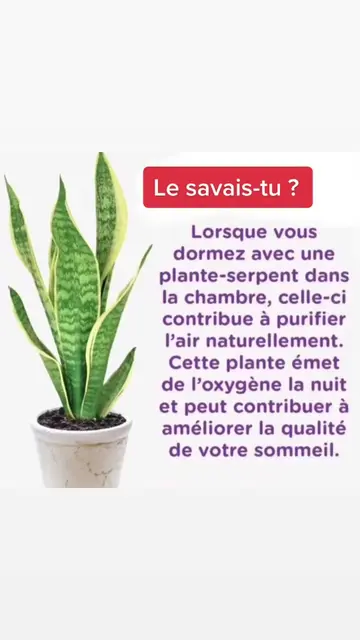 Le savais-tu ?
Lorsque vous
dormez avec une
plante-serpent dans
la chambre, celle-ci
contribue à purifier
l'air naturellement.
Cette plante émet
de l'oxygène la nuit
et peut contribuer à
améliorer la qualité
de votre sommeil.